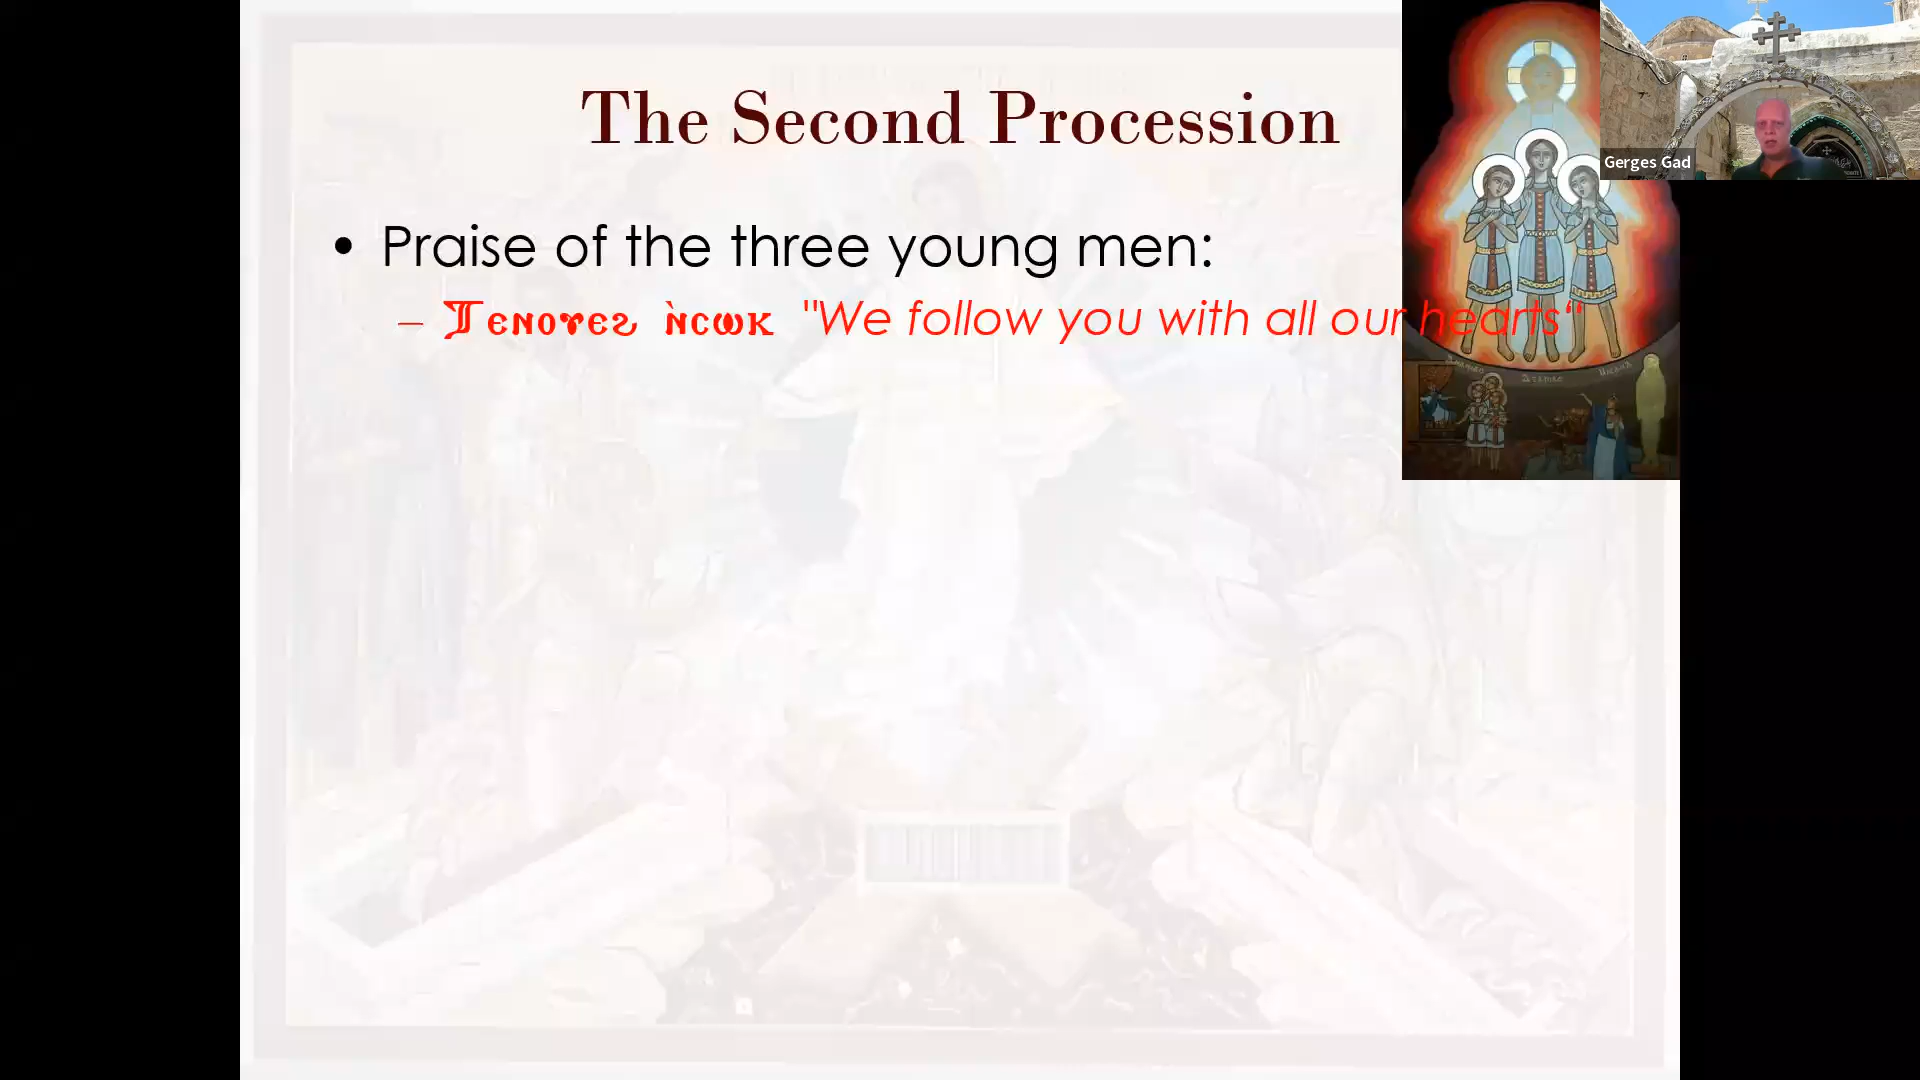 The Second Procession
• Praise of the three young men:
– Ⲧⲉⲛⲟⲩⲉϩ ⲛ̀ⲥⲱⲕ "We follow you with all our hearts"
Gerges Gad